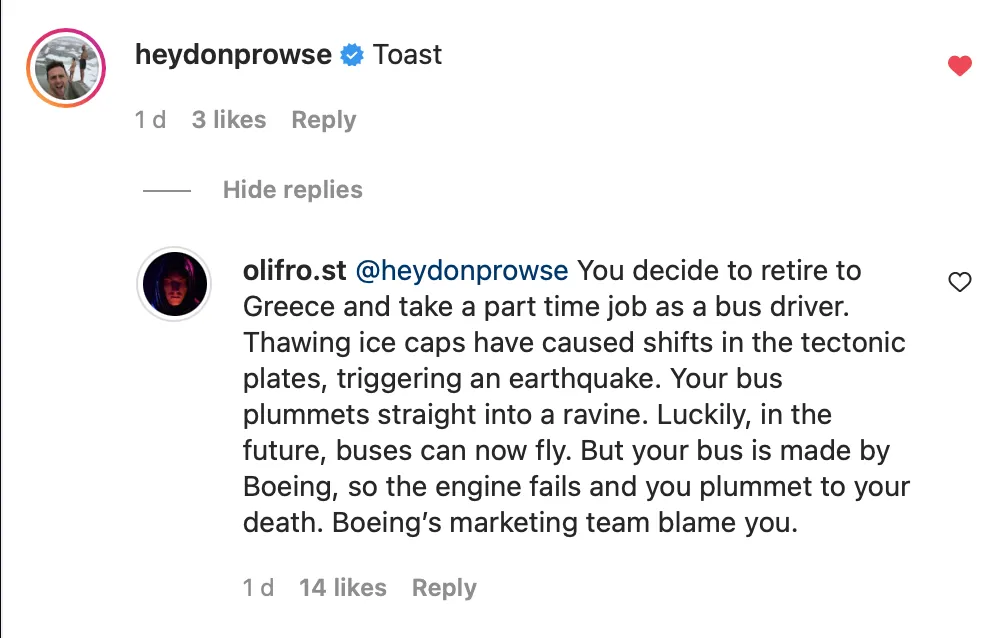 heydonprowse Toast
1 d 3 likes Reply
Hide replies
olifro.st @heydonprowse You decide to retire to
Greece and take a part time job as a bus driver.
Thawing ice caps have caused shifts in the tectonic
plates, triggering an earthquake. Your bus
plummets straight into a ravine. Luckily, in the
future, buses can now fly. But your bus is made by
Boeing, so the engine fails and you plummet to your
death. Boeing’s marketing team blame you.
1 d 14 likes Reply